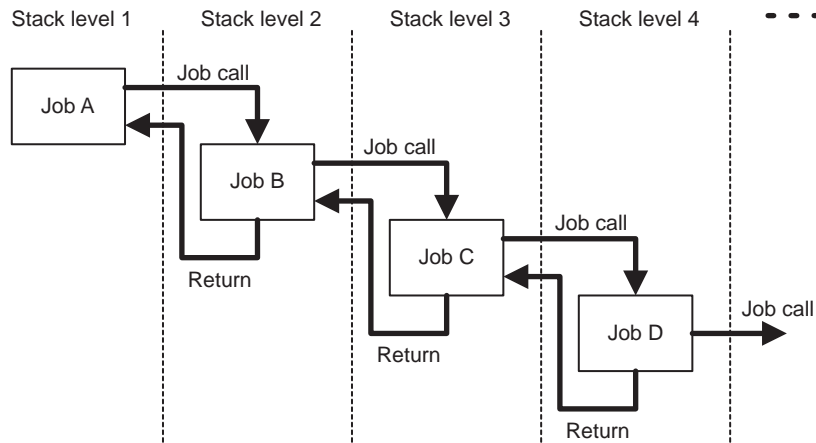 Stack level 1
Stack level 2
Stack level 3
Stack level 4
Job call
Job A
Job call
Job B
Job call
Return
Job C
Job call
Return
Job D
Return